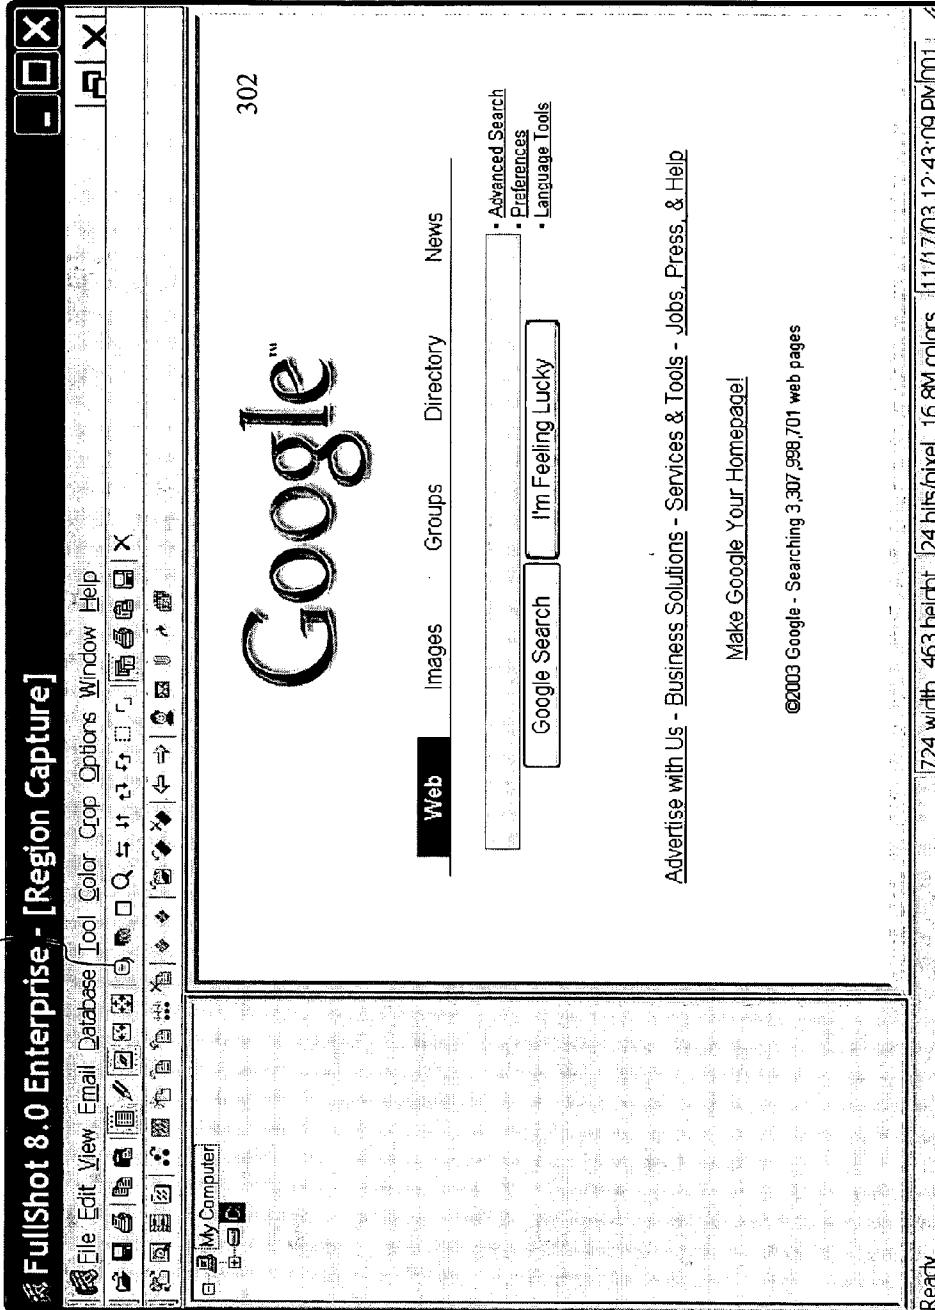 FullShot 8.0 Enterprise - [Region Capture]
File Edit View Email Database Tool Color Crop Options Window Help
My Computer
302
Google™
Web Images Groups Directory News
• Advanced Search
• Preferences
• Language Tools
Google Search I'm Feeling Lucky
Advertise with Us - Business Solutions - Services & Tools - Jobs, Press, & Help
Make Google Your Homepage!
©2003 Google - Searching 3,307,998,701 web pages
Ready 724 width, 463 height 24 bits/pixel, 16.8M colors 11/17/03 12:43:09 PM 001